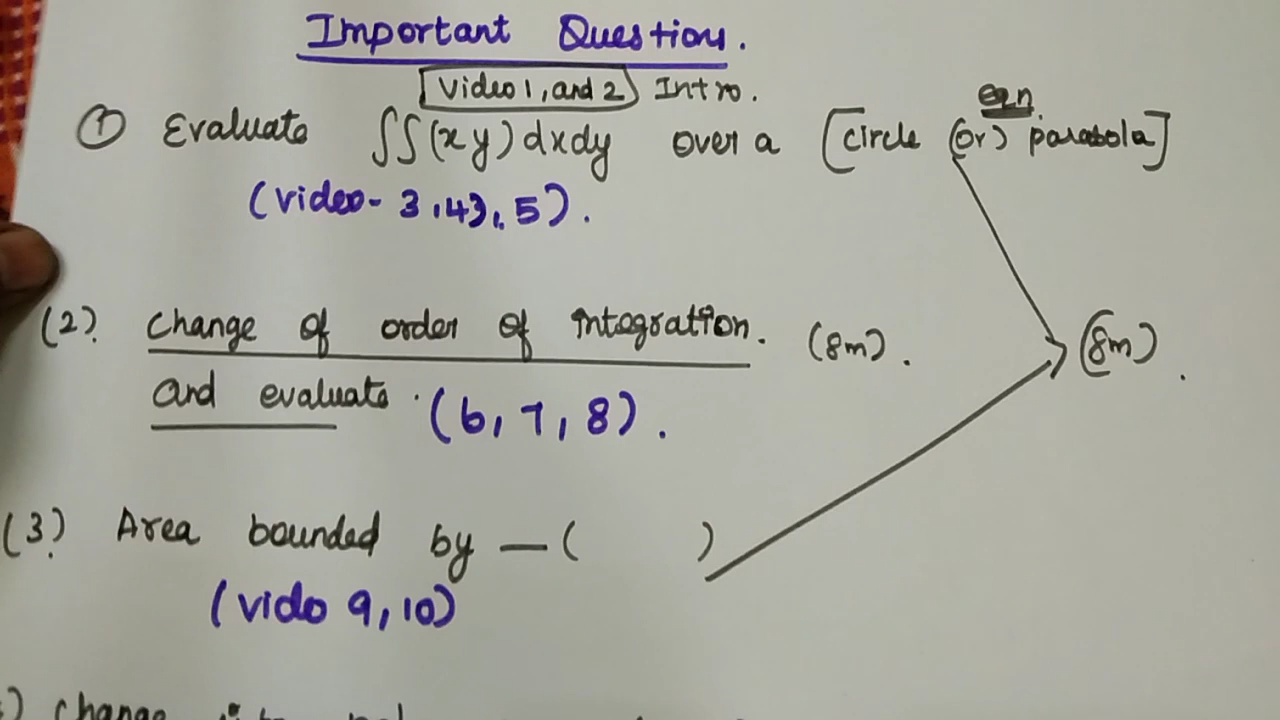 Important Questions.
Video 1, and 2 Intro.
① Evaluate ∫∫(xy)dxdy over a [circle (or) parabola]
eqn.
(video- 3,4,5).
(2). change of order of integration. (8m).
(8m).
and evaluate. (6, 7, 8).
(3). Area bounded by — ( )
(vido 9, 10)
) change